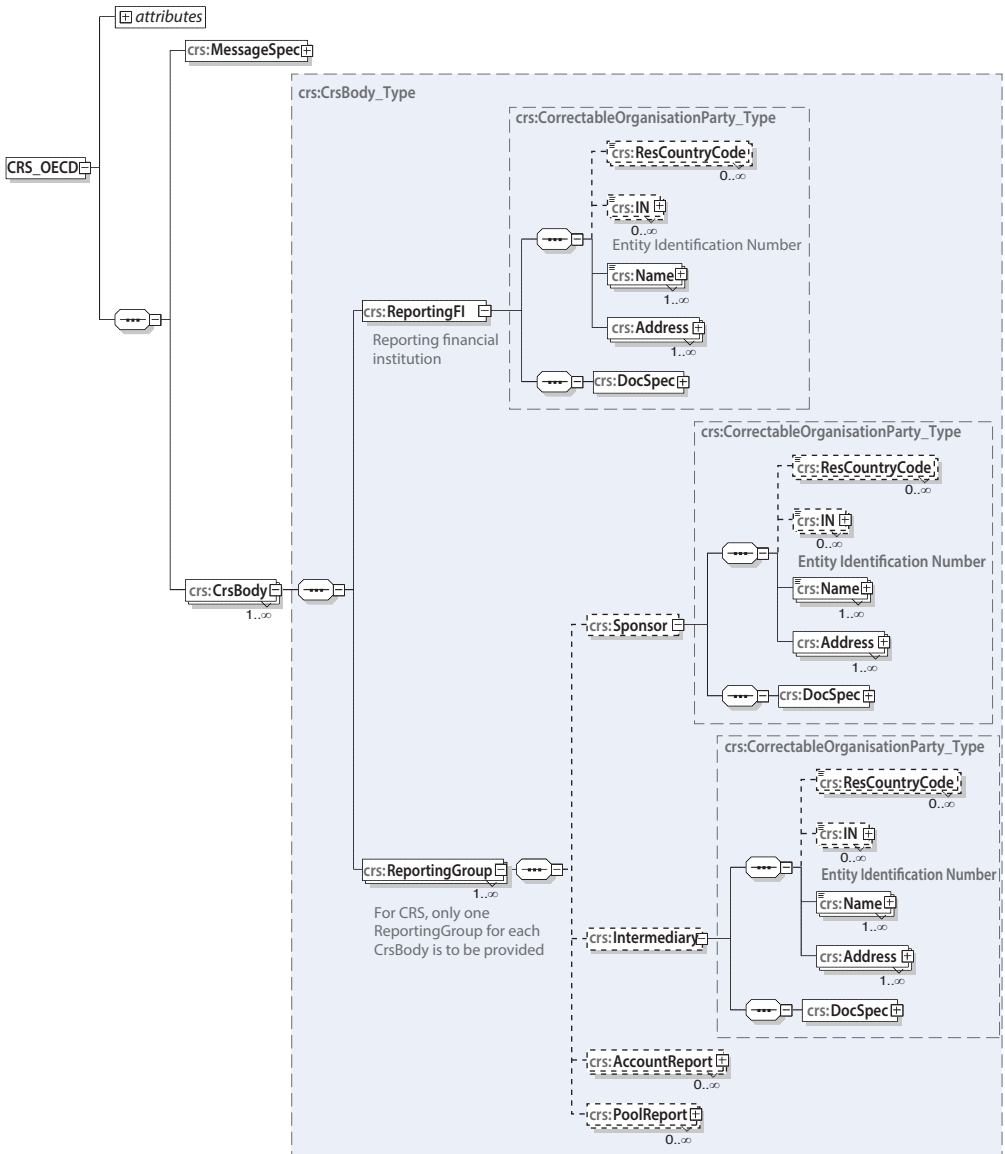 attributes
crs:MessageSpec
crs:CrsBody_Type
crs:CorrectableOrganisationParty_Type
crs:ResCountryCode
0..∞
CRS_OECD
crs:IN
0..∞
Entity Identification Number
crs:Name
1..∞
crs:ReportingFI
Reporting financial
institution
crs:Address
1..∞
crs:DocSpec
crs:CorrectableOrganisationParty_Type
crs:ResCountryCode
0..∞
crs:IN
0..∞
Entity Identification Number
crs:CrsBody
1..∞
crs:Name
1..∞
crs:Sponsor
crs:Address
1..∞
crs:DocSpec
crs:CorrectableOrganisationParty_Type
crs:ResCountryCode
0..∞
crs:IN
0..∞
Entity Identification Number
crs:ReportingGroup
1..∞
For CRS, only one
ReportingGroup for each
CrsBody is to be provided
crs:Name
1..∞
crs:Intermediary
crs:Address
1..∞
crs:DocSpec
crs:AccountReport
0..∞
crs:PoolReport
0..∞